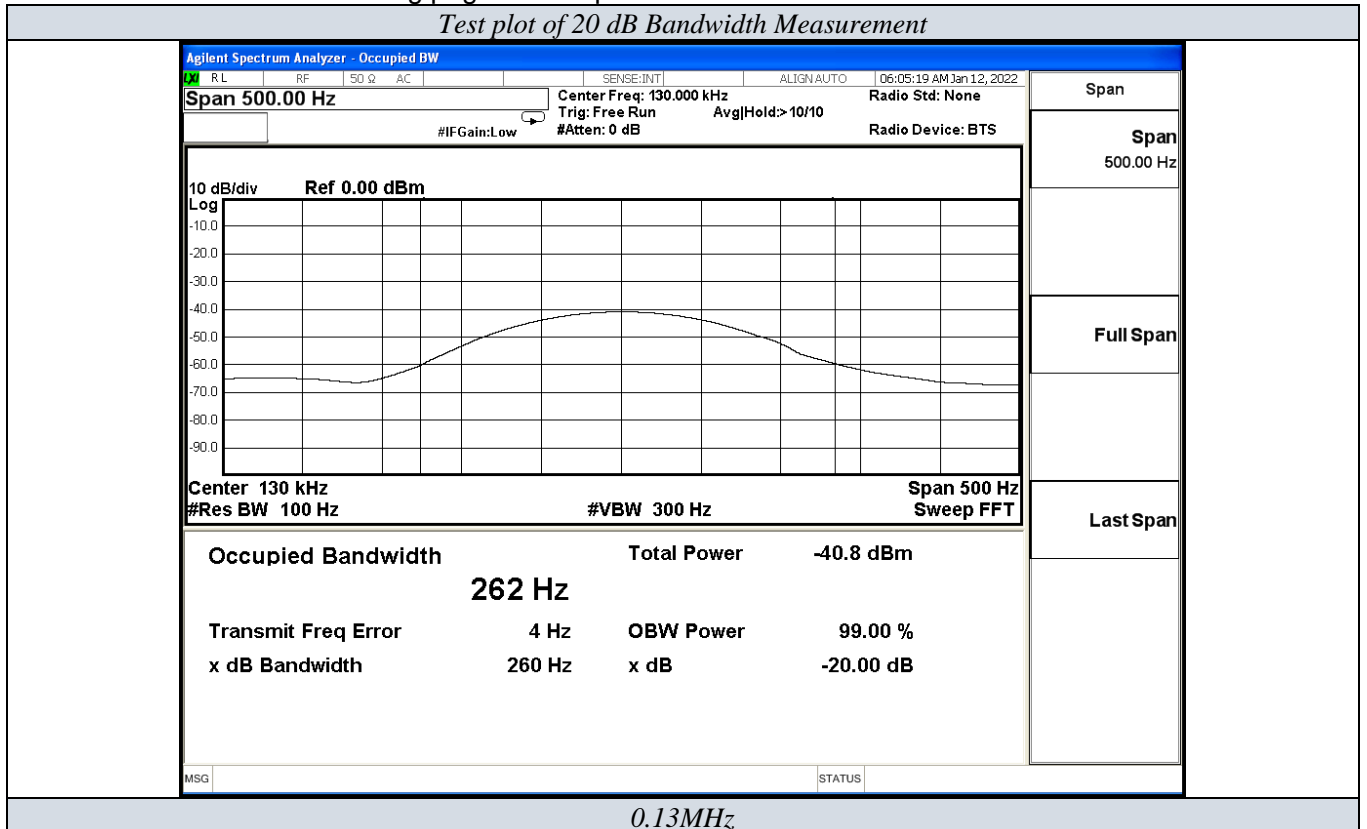 Test plot of 20 dB Bandwidth Measurement
Agilent Spectrum Analyzer - Occupied BW
LXI RL RF 50 Ω AC SENSE:INT ALIGN AUTO 06:05:19 AM Jan 12, 2022
Span 500.00 Hz
Center Freq: 130.000 kHz Radio Std: None
Trig: Free Run Avg|Hold:> 10/10
#IFGain:Low #Atten: 0 dB Radio Device: BTS
Span
Span
500.00 Hz
Full Span
Last Span
10 dB/div Ref 0.00 dBm
Log
-10.0
-20.0
-30.0
-40.0
-50.0
-60.0
-70.0
-80.0
-90.0
Center 130 kHz Span 500 Hz
#Res BW 100 Hz #VBW 300 Hz Sweep FFT
Occupied Bandwidth Total Power -40.8 dBm
262 Hz
Transmit Freq Error 4 Hz OBW Power 99.00 %
x dB Bandwidth 260 Hz x dB -20.00 dB
MSG STATUS
0.13MHz